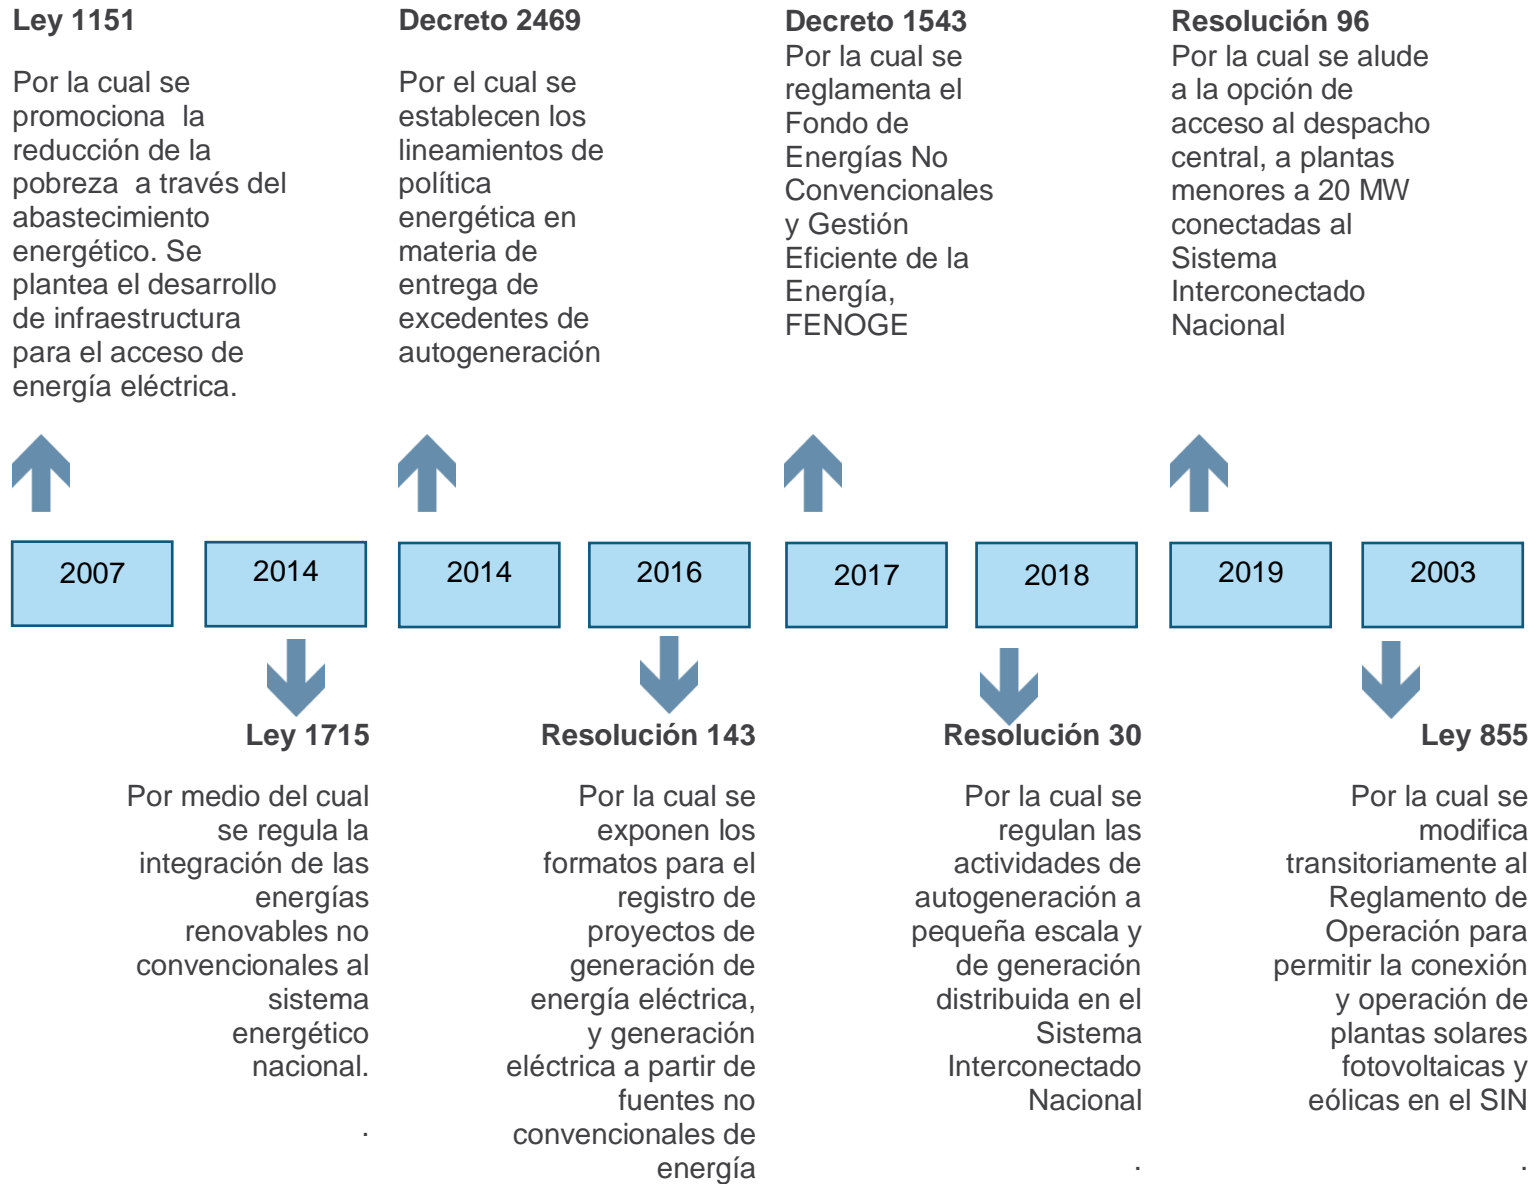 Ley 1151
Por la cual se
promociona la
reducción de la
pobreza a través del
abastecimiento
energético. Se
plantea el desarrollo
de infraestructura
para el acceso de
energía eléctrica.
Decreto 2469
Por el cual se
establecen los
lineamientos de
política
energética en
materia de
entrega de
excedentes de
autogeneración
Decreto 1543
Por la cual se
reglamenta el
Fondo de
Energías No
Convencionales
y Gestión
Eficiente de la
Energía,
FENOGE
Resolución 96
Por la cual se alude
a la opción de
acceso al despacho
central, a plantas
menores a 20 MW
conectadas al
Sistema
Interconectado
Nacional
2007
2014
2014
2016
2017
2018
2019
2003
Ley 1715
Por medio del cual
se regula la
integración de las
energías
renovables no
convencionales al
sistema
energético
nacional.
.
Resolución 143
Por la cual se
exponen los
formatos para el
registro de
proyectos de
generación de
energía eléctrica,
y generación
eléctrica a partir de
fuentes no
convencionales de
energía
Resolución 30
Por la cual se
regulan las
actividades de
autogeneración a
pequeña escala y
de generación
distribuida en el
Sistema
Interconectado
Nacional
.
Ley 855
Por la cual se
modifica
transitoriamente al
Reglamento de
Operación para
permitir la conexión
y operación de
plantas solares
fotovoltaicas y
eólicas en el SIN
.